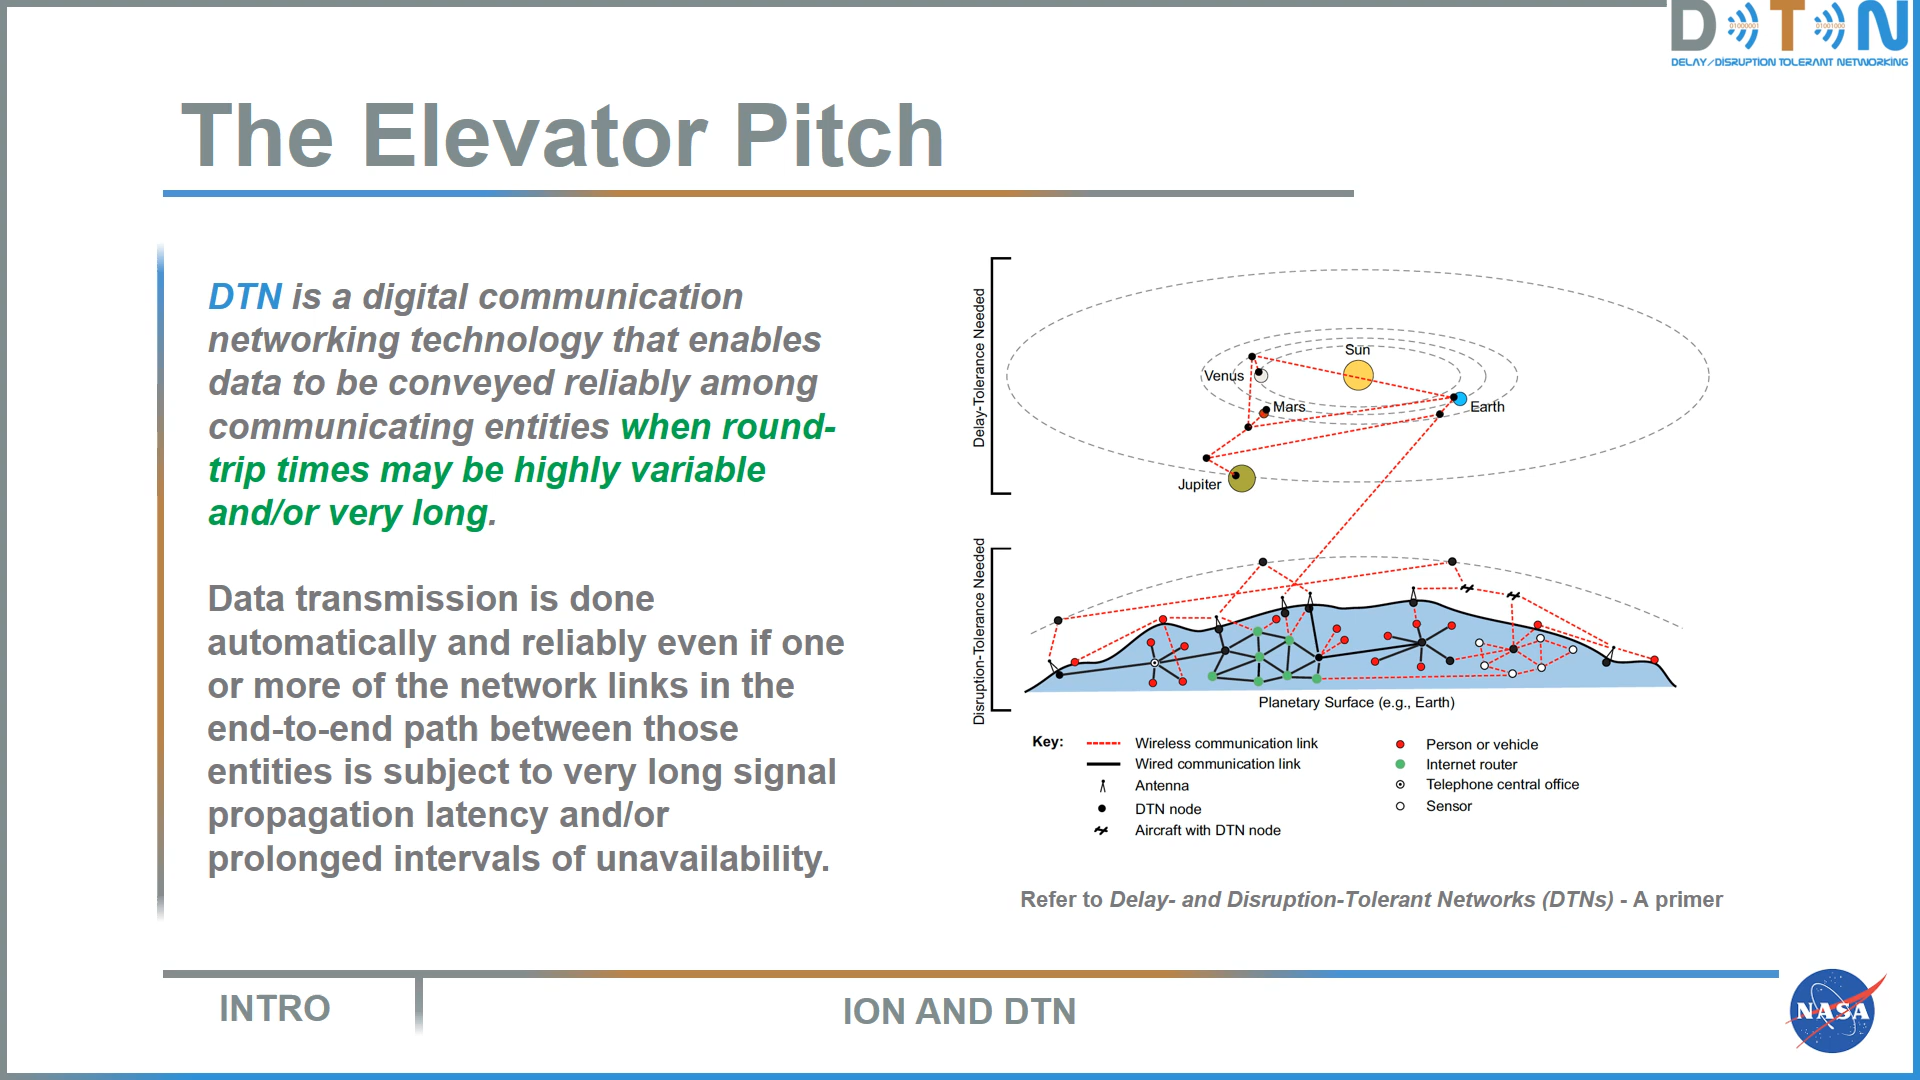 D T N
01000001
01001000
DELAY/DISRUPTION TOLERANT NETWORKING
The Elevator Pitch
DTN is a digital communication
networking technology that enables
data to be conveyed reliably among
communicating entities when round-
trip times may be highly variable
and/or very long.
Data transmission is done
automatically and reliably even if one
or more of the network links in the
end-to-end path between those
entities is subject to very long signal
propagation latency and/or
prolonged intervals of unavailability.
Delay-Tolerance Needed
Sun
Venus
Mars
Earth
Jupiter
Disruption-Tolerance Needed
Planetary Surface (e.g., Earth)
Key:
Wireless communication link
Wired communication link
Antenna
DTN node
Aircraft with DTN node
Person or vehicle
Internet router
Telephone central office
Sensor
Refer to Delay- and Disruption-Tolerant Networks (DTNs) - A primer
INTRO
ION AND DTN
NASA